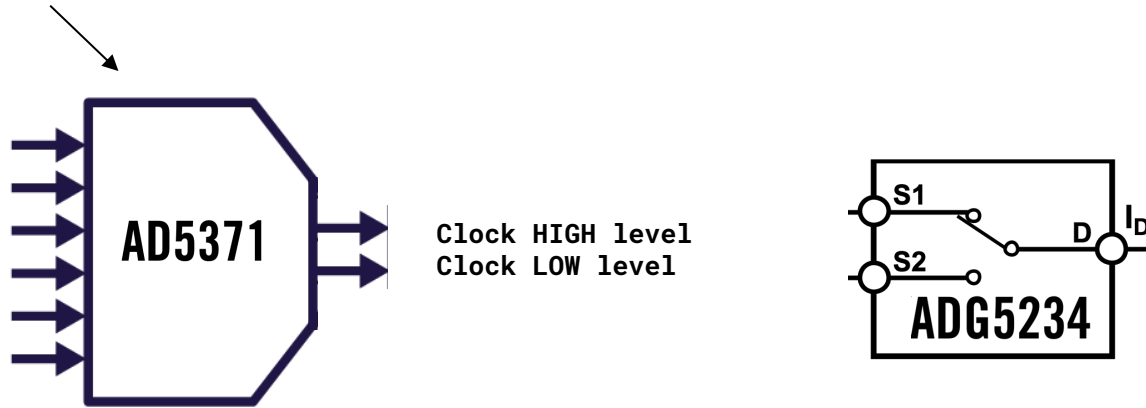 AD5371
Clock HIGH level
Clock LOW level
S1
S2
D
ID
ADG5234